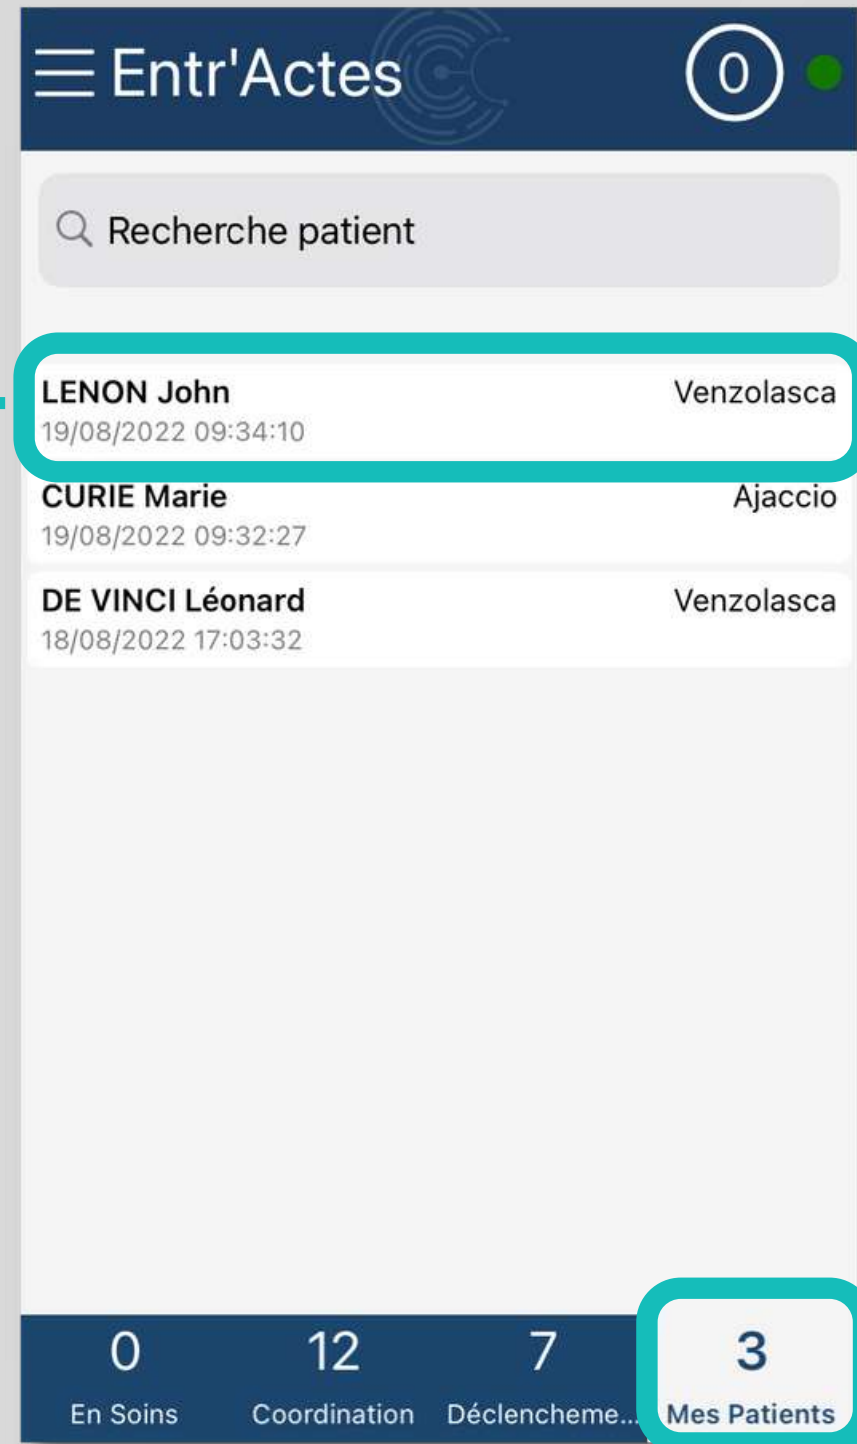 Entr'Actes
0
Recherche patient
LENON John Venzolasca
19/08/2022 09:34:10
CURIE Marie Ajaccio
19/08/2022 09:32:27
DE VINCI Léonard Venzolasca
18/08/2022 17:03:32
0 12 7 3
En Soins Coordination Déclencheme... Mes Patients